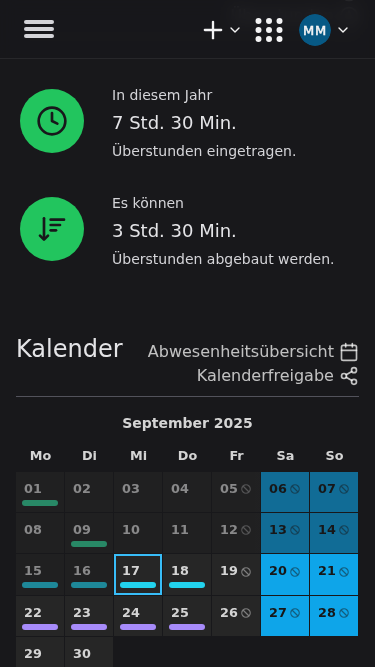 MM
In diesem Jahr
7 Std. 30 Min.
Überstunden eingetragen.
Es können
3 Std. 30 Min.
Überstunden abgebaut werden.
Kalender
Abwesenheitsübersicht
Kalenderfreigabe
September 2025
Mo Di Mi Do Fr Sa So
01 02 03 04 05 06 07
08 09 10 11 12 13 14
15 16 17 18 19 20 21
22 23 24 25 26 27 28
29 30